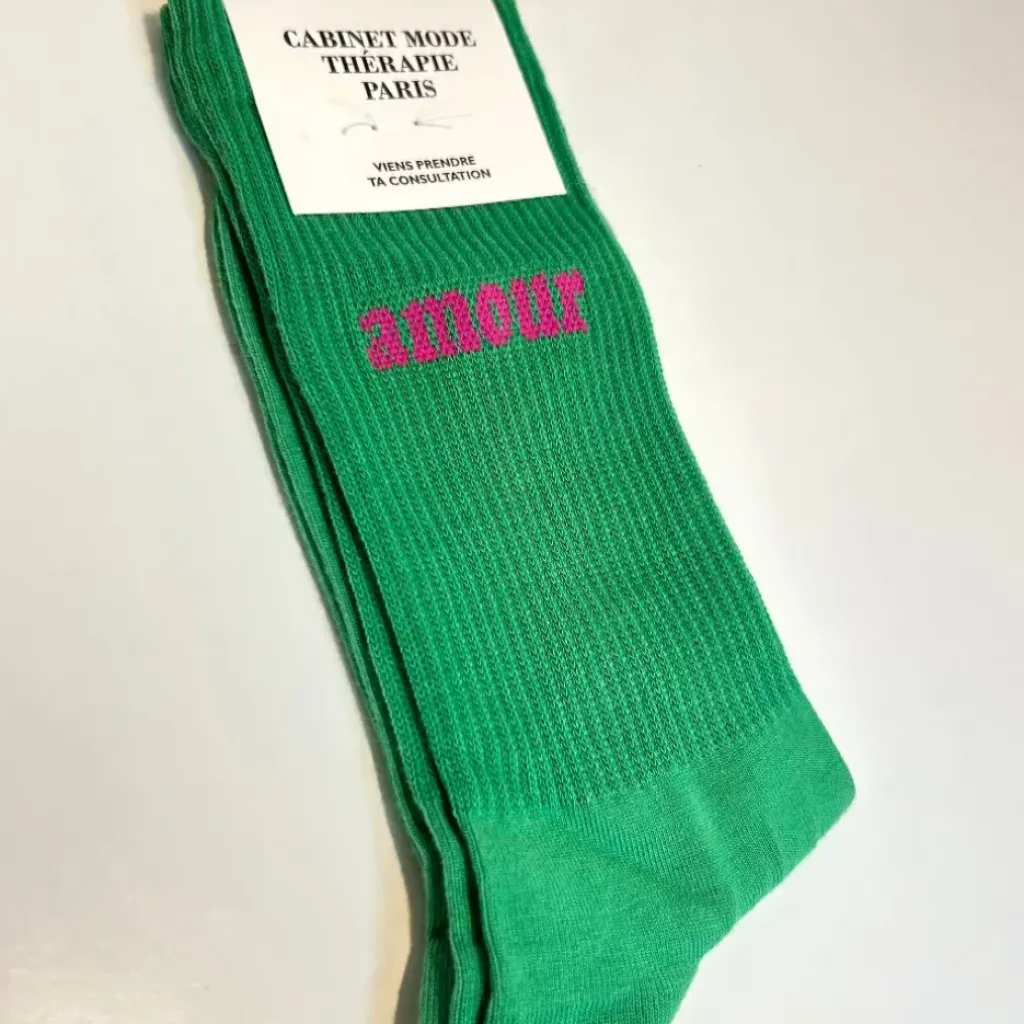 CABINET MODE
THÉRAPIE
PARIS
VIENS PRENDRE
TA CONSULTATION
amour